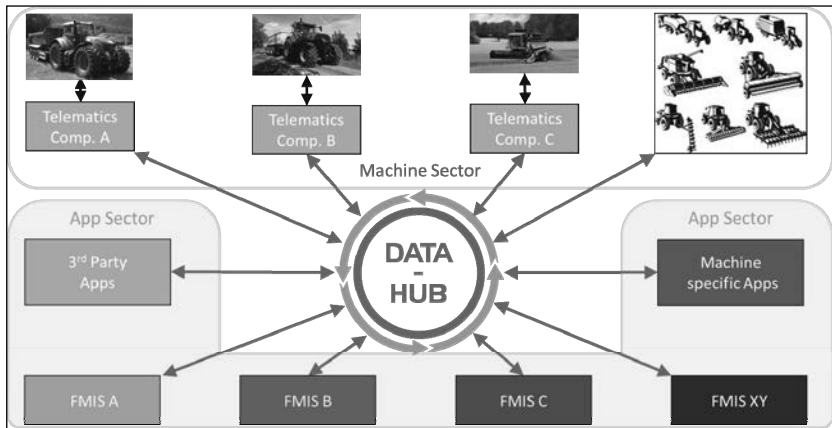 Telematics
Comp. A
Telematics
Comp. B
Telematics
Comp. C
Machine Sector
App Sector
App Sector
3rd Party
Apps
DATA
-
HUB
Machine
specific Apps
FMIS A
FMIS B
FMIS C
FMIS XY